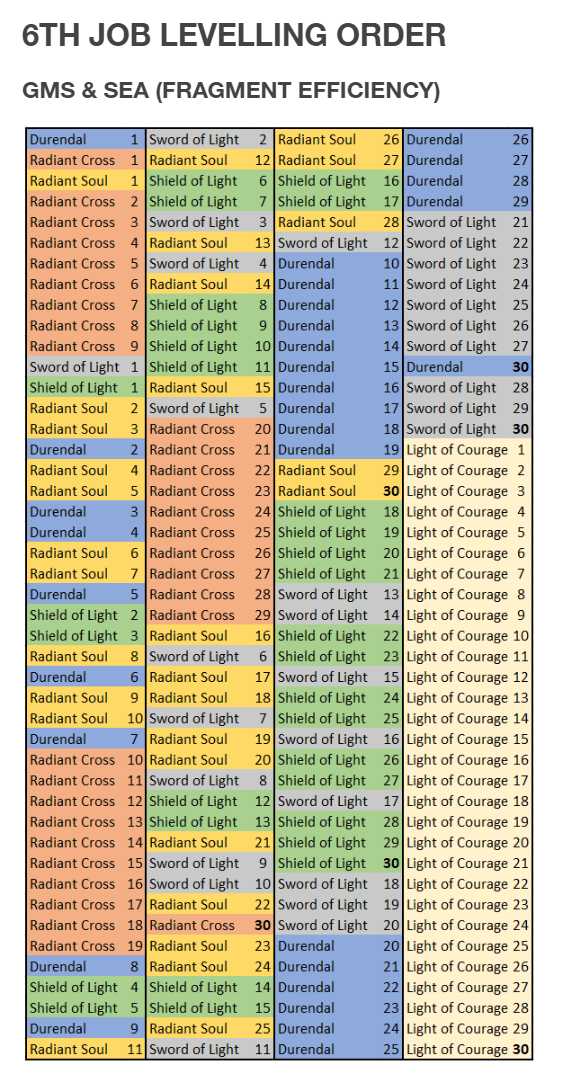 6TH JOB LEVELLING ORDER
GMS & SEA (FRAGMENT EFFICIENCY)
Durendal 1
Radiant Cross 1
Radiant Soul 1
Radiant Cross 2
Radiant Cross 3
Radiant Cross 4
Radiant Cross 5
Radiant Cross 6
Radiant Cross 7
Radiant Cross 8
Radiant Cross 9
Sword of Light 1
Shield of Light 1
Radiant Soul 2
Radiant Soul 3
Durendal 2
Radiant Soul 4
Radiant Soul 5
Durendal 3
Durendal 4
Radiant Soul 6
Radiant Soul 7
Durendal 5
Shield of Light 2
Shield of Light 3
Radiant Soul 8
Durendal 6
Radiant Soul 9
Radiant Soul 10
Durendal 7
Radiant Cross 10
Radiant Cross 11
Radiant Cross 12
Radiant Cross 13
Radiant Cross 14
Radiant Cross 15
Radiant Cross 16
Radiant Cross 17
Radiant Cross 18
Radiant Cross 19
Durendal 8
Shield of Light 4
Shield of Light 5
Durendal 9
Radiant Soul 11
Sword of Light 2
Radiant Soul 12
Shield of Light 6
Shield of Light 7
Sword of Light 3
Radiant Soul 13
Sword of Light 4
Radiant Soul 14
Shield of Light 8
Shield of Light 9
Shield of Light 10
Shield of Light 11
Radiant Soul 15
Sword of Light 5
Radiant Cross 20
Radiant Cross 21
Radiant Cross 22
Radiant Cross 23
Radiant Cross 24
Radiant Cross 25
Radiant Cross 26
Radiant Cross 27
Radiant Cross 28
Radiant Cross 29
Radiant Soul 16
Sword of Light 6
Radiant Soul 17
Radiant Soul 18
Sword of Light 7
Radiant Soul 19
Radiant Soul 20
Sword of Light 8
Shield of Light 12
Shield of Light 13
Radiant Soul 21
Sword of Light 9
Sword of Light 10
Radiant Soul 22
Radiant Cross 30
Radiant Soul 23
Radiant Soul 24
Shield of Light 14
Shield of Light 15
Radiant Soul 25
Sword of Light 11
Radiant Soul 26
Radiant Soul 27
Shield of Light 16
Shield of Light 17
Radiant Soul 28
Sword of Light 12
Durendal 10
Durendal 11
Durendal 12
Durendal 13
Durendal 14
Durendal 15
Durendal 16
Durendal 17
Durendal 18
Durendal 19
Radiant Soul 29
Radiant Soul 30
Shield of Light 18
Shield of Light 19
Shield of Light 20
Shield of Light 21
Sword of Light 13
Sword of Light 14
Shield of Light 22
Shield of Light 23
Sword of Light 15
Shield of Light 24
Shield of Light 25
Sword of Light 16
Shield of Light 26
Shield of Light 27
Sword of Light 17
Shield of Light 28
Shield of Light 29
Shield of Light 30
Sword of Light 18
Sword of Light 19
Sword of Light 20
Durendal 20
Durendal 21
Durendal 22
Durendal 23
Durendal 24
Durendal 25
Durendal 26
Durendal 27
Durendal 28
Durendal 29
Sword of Light 21
Sword of Light 22
Sword of Light 23
Sword of Light 24
Sword of Light 25
Sword of Light 26
Sword of Light 27
Durendal 30
Sword of Light 28
Sword of Light 29
Sword of Light 30
Light of Courage 1
Light of Courage 2
Light of Courage 3
Light of Courage 4
Light of Courage 5
Light of Courage 6
Light of Courage 7
Light of Courage 8
Light of Courage 9
Light of Courage 10
Light of Courage 11
Light of Courage 12
Light of Courage 13
Light of Courage 14
Light of Courage 15
Light of Courage 16
Light of Courage 17
Light of Courage 18
Light of Courage 19
Light of Courage 20
Light of Courage 21
Light of Courage 22
Light of Courage 23
Light of Courage 24
Light of Courage 25
Light of Courage 26
Light of Courage 27
Light of Courage 28
Light of Courage 29
Light of Courage 30